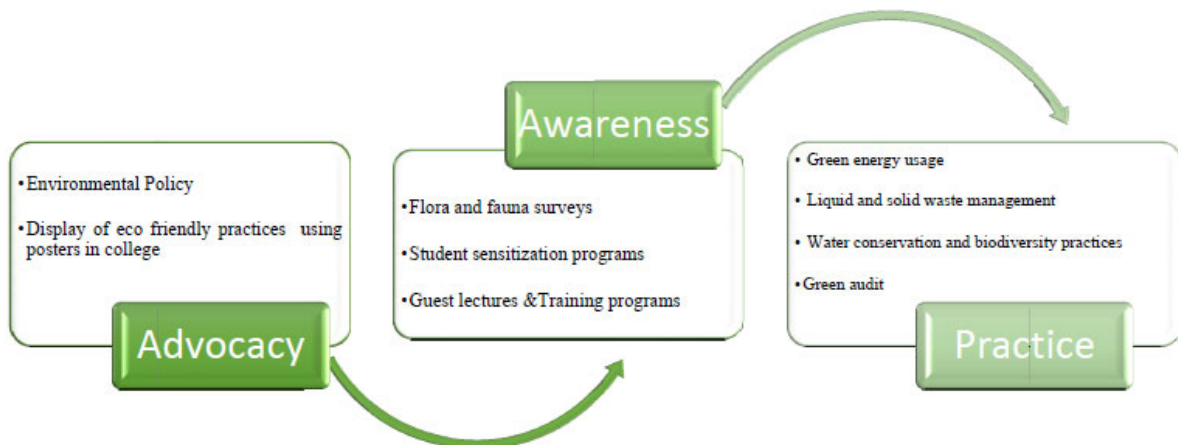 •Environmental Policy
•Display of eco friendly practices using
posters in college
Advocacy
Awareness
•Flora and fauna surveys
•Student sensitization programs
•Guest lectures &Training programs
• Green energy usage
• Liquid and solid waste management
• Water conservation and biodiversity practices
•Green audit
Practice